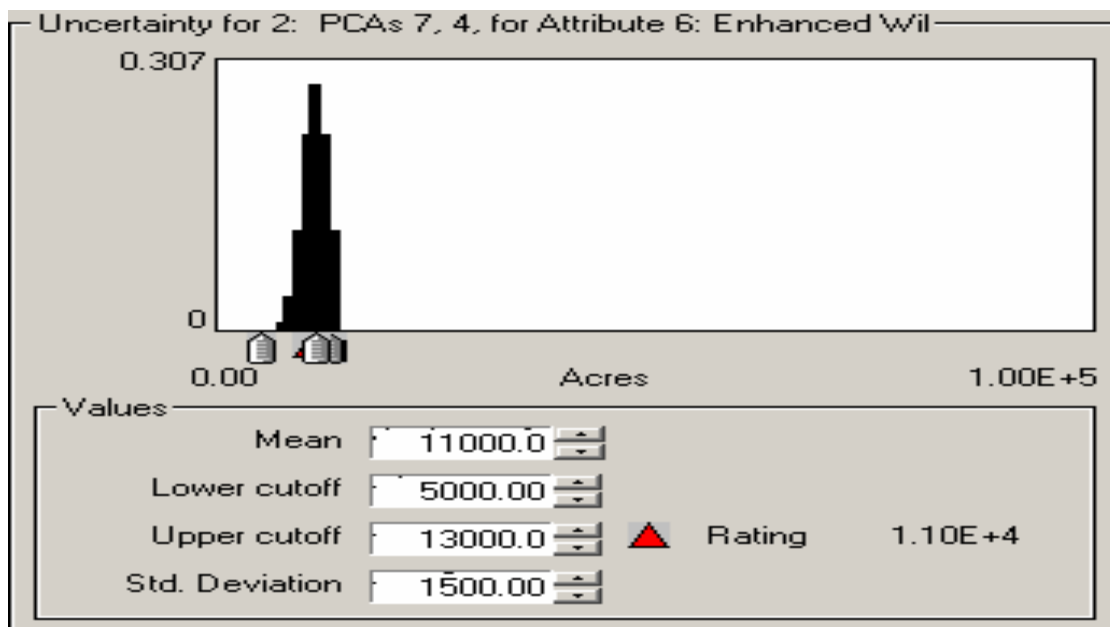 Uncertainty for 2: PCAs 7, 4, for Attribute 6: Enhanced Wil
0.307
0
0.00 Acres 1.00E+5
Values
Mean 11000.0
Lower cutoff 5000.00
Upper cutoff 13000.0 Rating 1.10E+4
Std. Deviation 1500.00